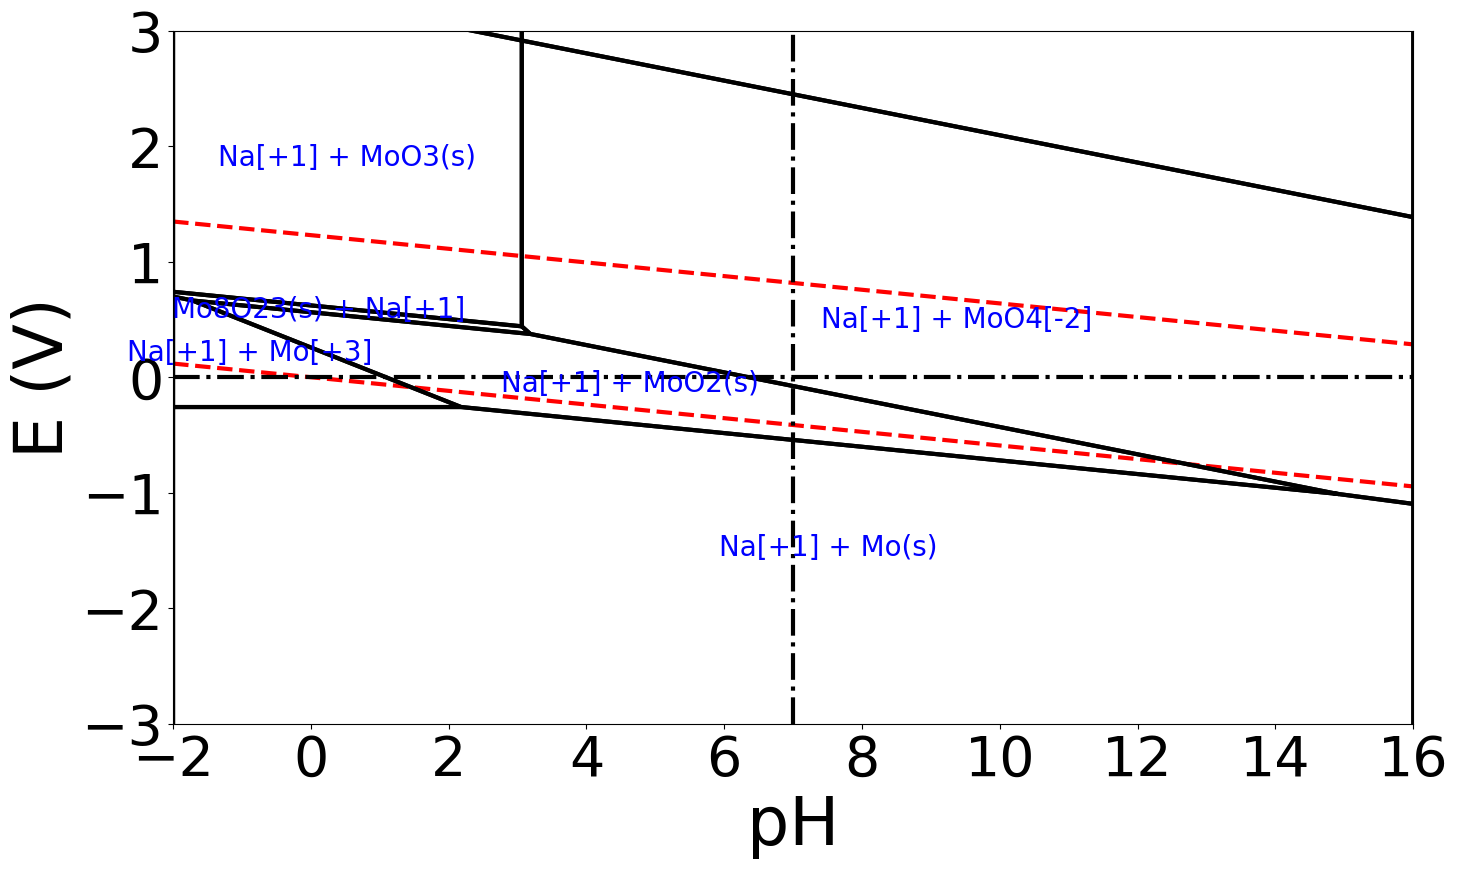 3
2
1
0
−1
−2
−3
E (V)
Na[+1] + MoO3(s)
Mo8O23(s) + Na[+1]
Na[+1] + MoO4[-2]
Na[+1] + Mo[+3]
Na[+1] + MoO2(s)
Na[+1] + Mo(s)
−2 0 2 4 6 8 10 12 14 16
pH